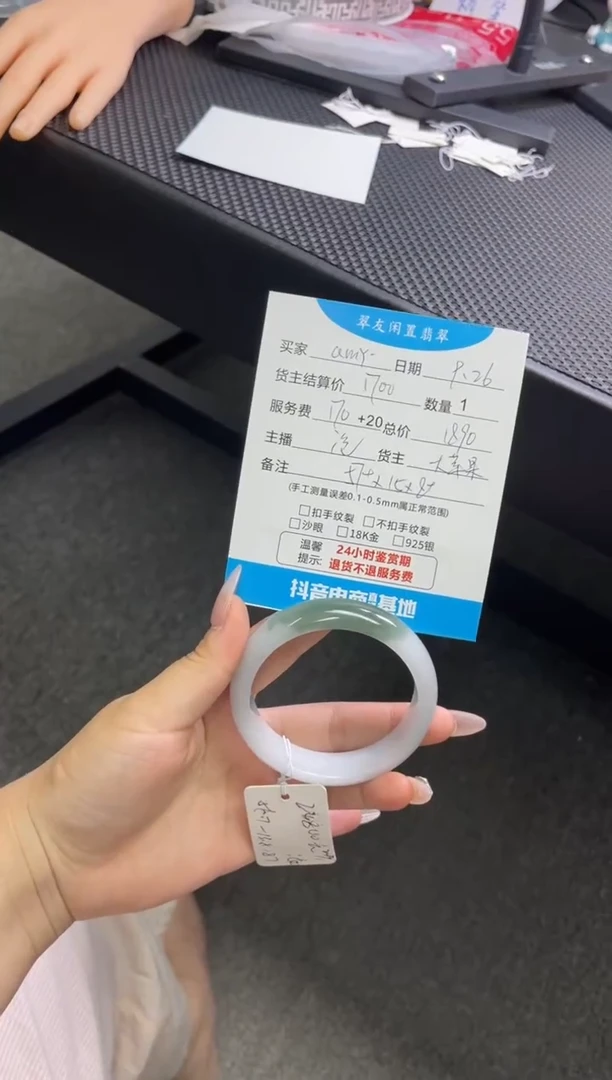 翠友闲置翡翠
买家 amy- 日期 9.26
货主结算价 1700 数量 1
服务费 170 +20 总价 1890
主播 货主 大苹果
备注
(手工测量误差0.1-0.5mm属正常范围)
□扣手纹裂 □不扣手纹裂
□沙眼 □18K金 □925银
温馨提示: 24小时鉴赏期
退货不退服务费
抖音电商 基地